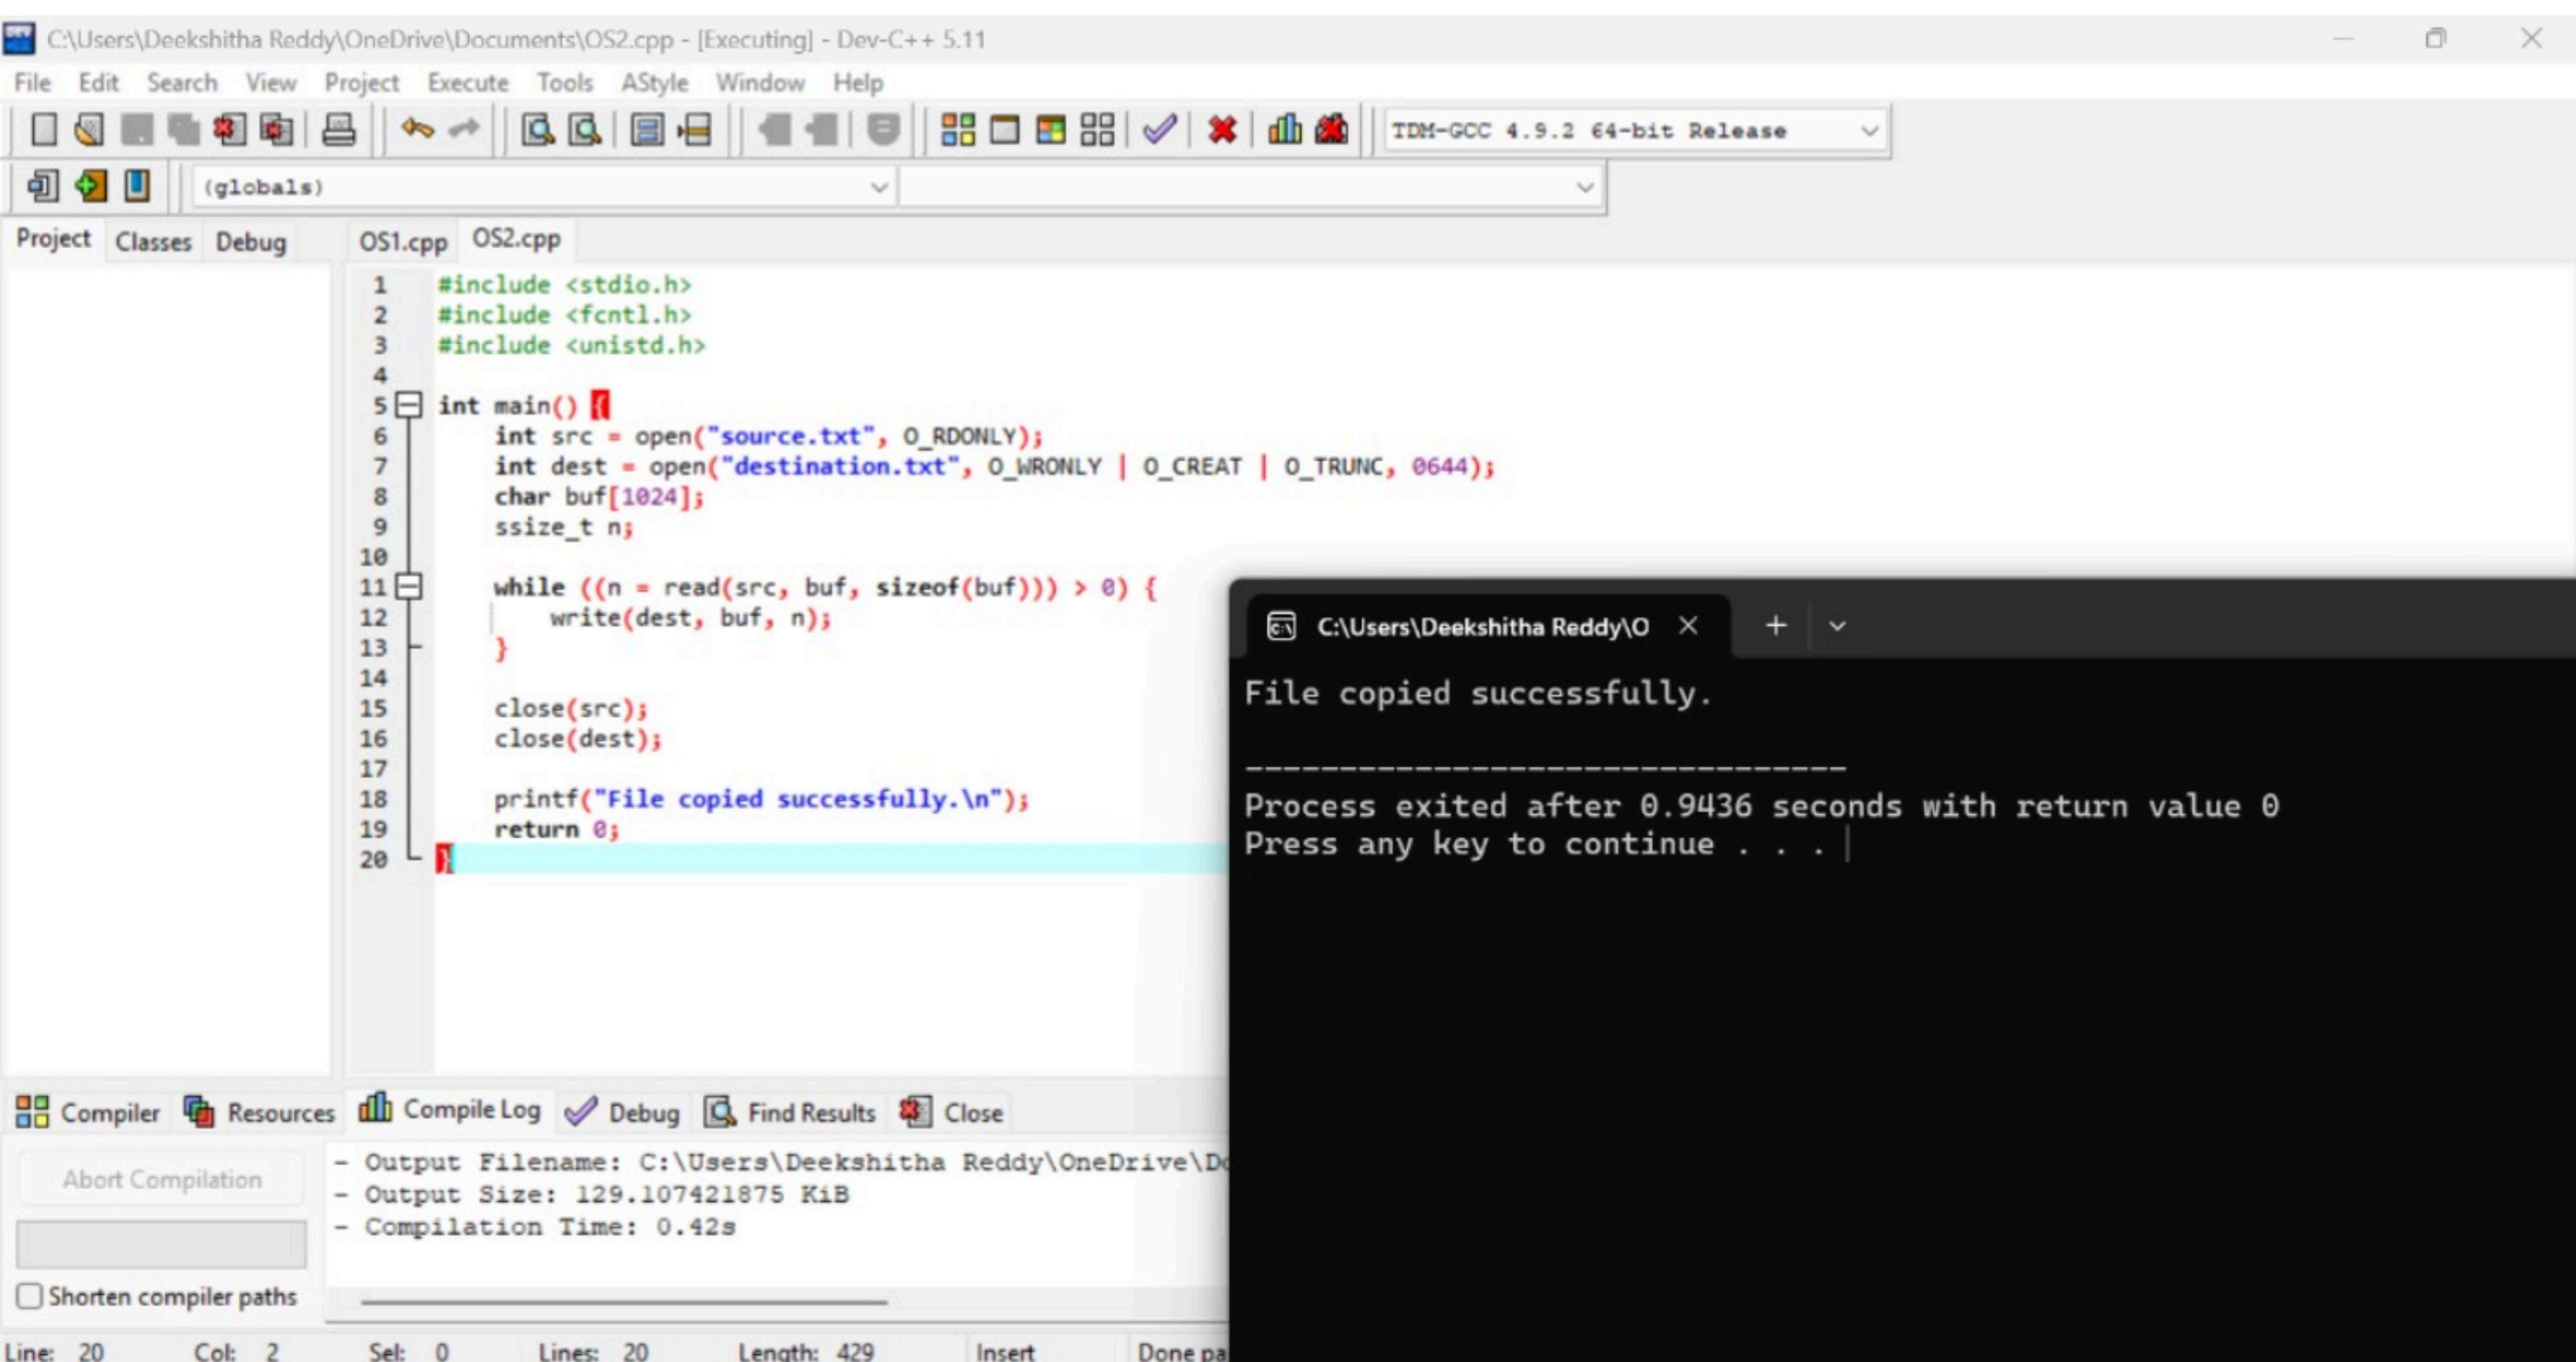 C:\Users\Deekshitha Reddy\OneDrive\Documents\OS2.cpp - [Executing] - Dev-C++ 5.11
File Edit Search View Project Execute Tools AStyle Window Help
TDM-GCC 4.9.2 64-bit Release
(globals)
Project Classes Debug OS1.cpp OS2.cpp
1 #include <stdio.h>
2 #include <fcntl.h>
3 #include <unistd.h>
4
5 int main() {
6 int src = open("source.txt", O_RDONLY);
7 int dest = open("destination.txt", O_WRONLY | O_CREAT | O_TRUNC, 0644);
8 char buf[1024];
9 ssize_t n;
10
11 while ((n = read(src, buf, sizeof(buf))) > 0) {
12 write(dest, buf, n);
13 }
14
15 close(src);
16 close(dest);
17
18 printf("File copied successfully.\n");
19 return 0;
20 }
C:\Users\Deekshitha Reddy\O
File copied successfully.
--------------------------------
Process exited after 0.9436 seconds with return value 0
Press any key to continue . . .
Compiler Resources Compile Log Debug Find Results Close
Abort Compilation
- Output Filename: C:\Users\Deekshitha Reddy\OneDrive\Do
- Output Size: 129.107421875 KiB
- Compilation Time: 0.42s
Shorten compiler paths
Line: 20 Col: 2 Sel: 0 Lines: 20 Length: 429 Insert Done pa